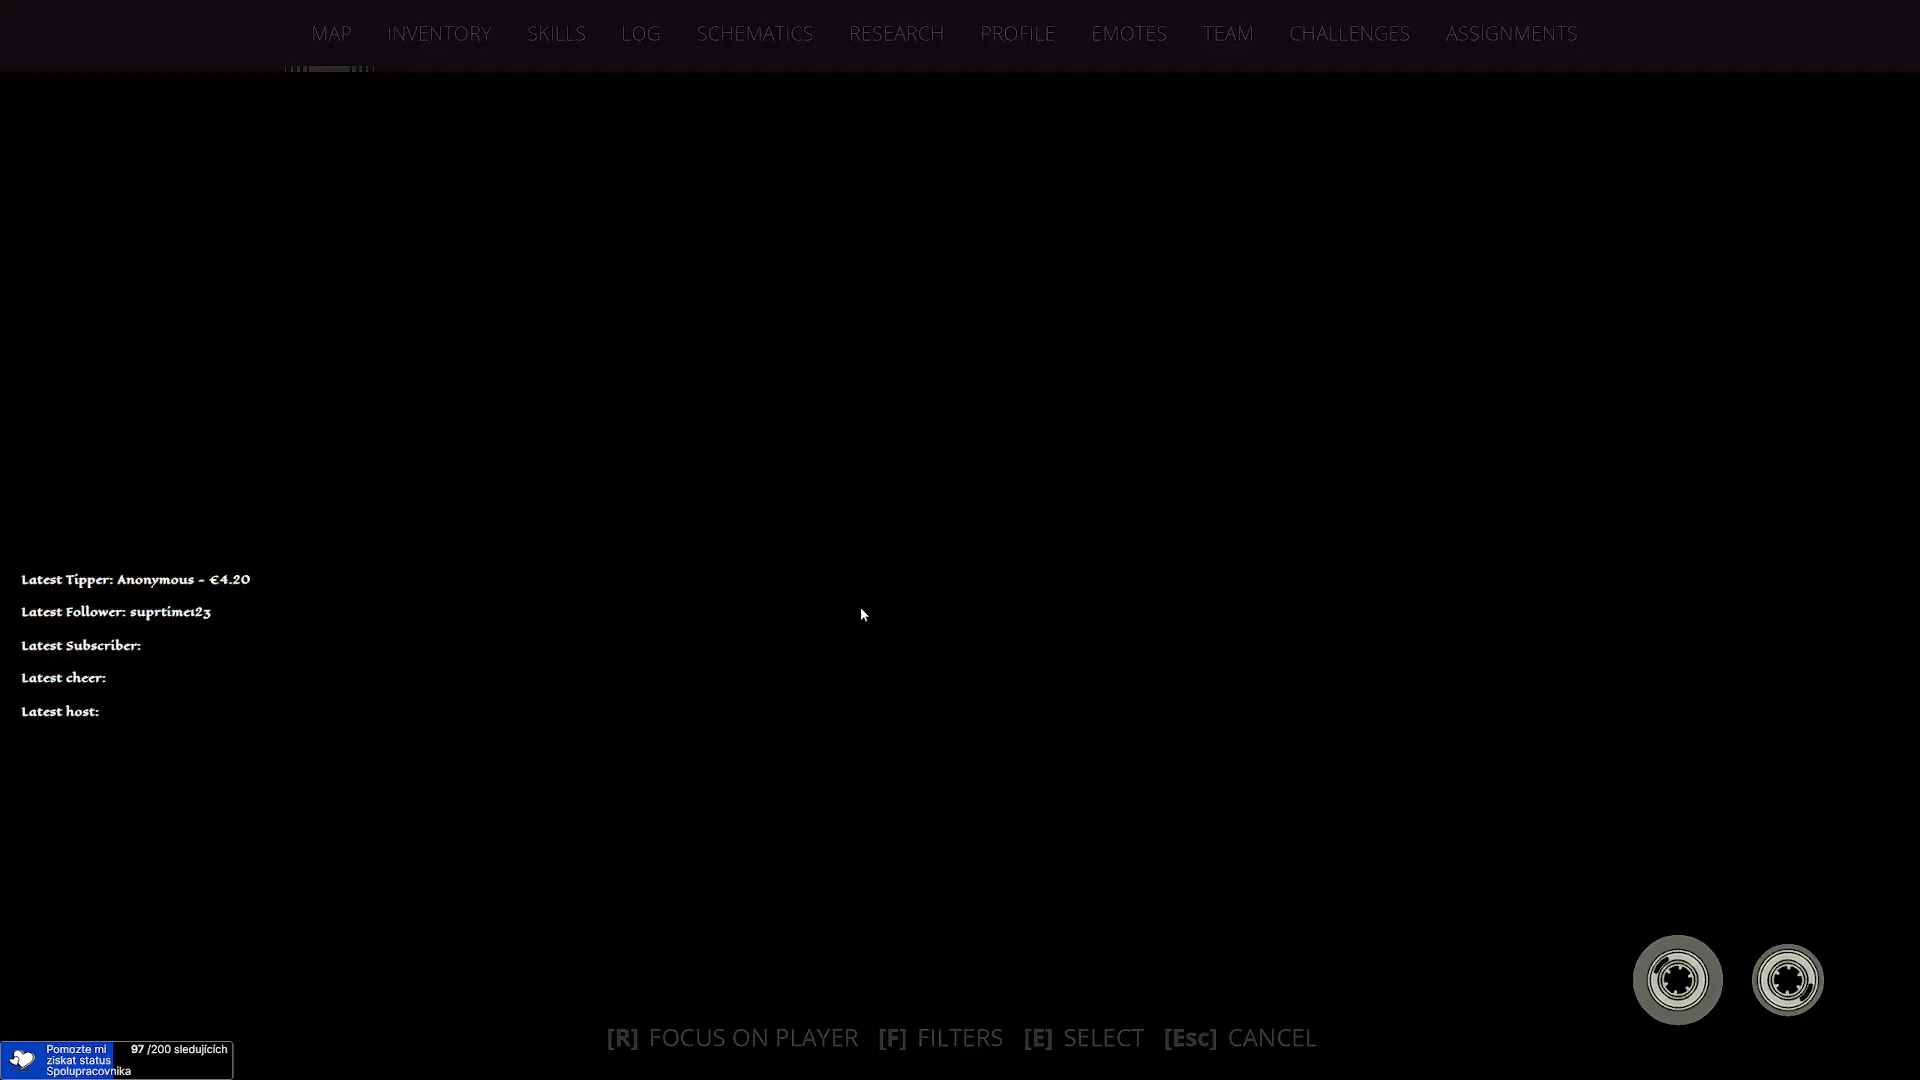 MAP INVENTORY SKILLS LOG SCHEMATICS RESEARCH PROFILE EMOTES TEAM CHALLENGES ASSIGNMENTS
Latest Tipper: Anonymous - €4.20
Latest Follower: suprtime123
Latest Subscriber:
Latest cheer:
Latest host:
[R] FOCUS ON PLAYER [F] FILTERS [E] SELECT [Esc] CANCEL
Pomozte mi 97 /200 sledujících
získat status
Spolupracovníka